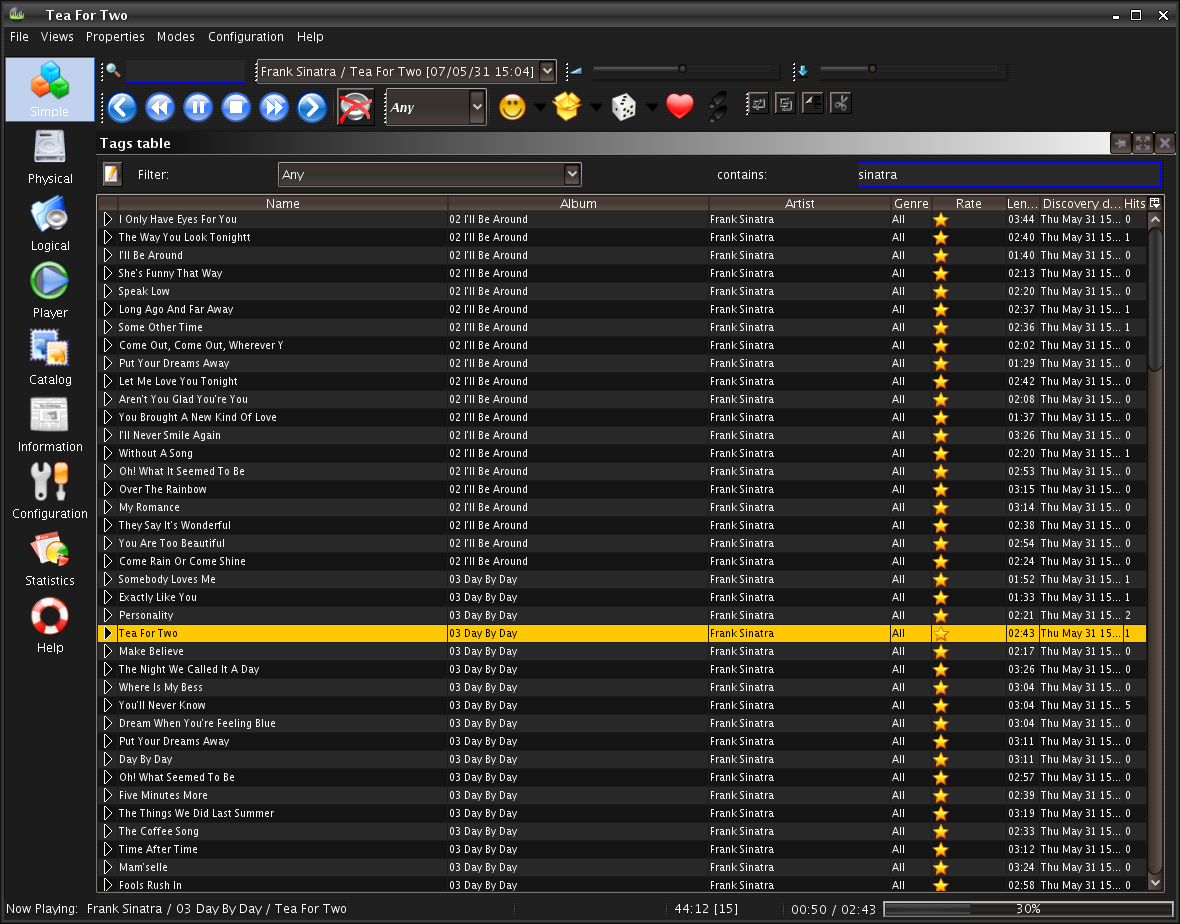 Tea For Two
File Views Properties Modes Configuration Help
Simple
Frank Sinatra / Tea For Two [07/05/31 15:04]
Any
Physical
Logical
Player
Catalog
Information
Configuration
Statistics
Help
Tags table
Filter: Any contains: sinatra
Name Album Artist Genre Rate Len... Discovery d... Hits
I Only Have Eyes For You 02 I'll Be Around Frank Sinatra All 03:44 Thu May 31 15... 0
The Way You Look Tonightt 02 I'll Be Around Frank Sinatra All 02:40 Thu May 31 15... 1
I'll Be Around 02 I'll Be Around Frank Sinatra All 01:40 Thu May 31 15... 0
She's Funny That Way 02 I'll Be Around Frank Sinatra All 02:13 Thu May 31 15... 0
Speak Low 02 I'll Be Around Frank Sinatra All 02:20 Thu May 31 15... 0
Long Ago And Far Away 02 I'll Be Around Frank Sinatra All 02:37 Thu May 31 15... 1
Some Other Time 02 I'll Be Around Frank Sinatra All 02:36 Thu May 31 15... 1
Come Out, Come Out, Wherever Y 02 I'll Be Around Frank Sinatra All 02:02 Thu May 31 15... 0
Put Your Dreams Away 02 I'll Be Around Frank Sinatra All 01:29 Thu May 31 15... 0
Let Me Love You Tonight 02 I'll Be Around Frank Sinatra All 02:42 Thu May 31 15... 0
Aren't You Glad You're You 02 I'll Be Around Frank Sinatra All 02:08 Thu May 31 15... 0
You Brought A New Kind Of Love 02 I'll Be Around Frank Sinatra All 01:37 Thu May 31 15... 0
I'll Never Smile Again 02 I'll Be Around Frank Sinatra All 03:26 Thu May 31 15... 0
Without A Song 02 I'll Be Around Frank Sinatra All 02:20 Thu May 31 15... 1
Oh! What It Seemed To Be 02 I'll Be Around Frank Sinatra All 02:53 Thu May 31 15... 0
Over The Rainbow 02 I'll Be Around Frank Sinatra All 03:15 Thu May 31 15... 0
My Romance 02 I'll Be Around Frank Sinatra All 03:14 Thu May 31 15... 0
They Say It's Wonderful 02 I'll Be Around Frank Sinatra All 02:38 Thu May 31 15... 0
You Are Too Beautiful 02 I'll Be Around Frank Sinatra All 02:54 Thu May 31 15... 0
Come Rain Or Come Shine 02 I'll Be Around Frank Sinatra All 02:24 Thu May 31 15... 0
Somebody Loves Me 03 Day By Day Frank Sinatra All 01:52 Thu May 31 15... 1
Exactly Like You 03 Day By Day Frank Sinatra All 01:33 Thu May 31 15... 1
Personality 03 Day By Day Frank Sinatra All 02:21 Thu May 31 15... 2
Tea For Two 03 Day By Day Frank Sinatra All 02:43 Thu May 31 15... 1
Make Believe 03 Day By Day Frank Sinatra All 02:17 Thu May 31 15... 0
The Night We Called It A Day 03 Day By Day Frank Sinatra All 03:26 Thu May 31 15... 0
Where Is My Bess 03 Day By Day Frank Sinatra All 03:04 Thu May 31 15... 0
You'll Never Know 03 Day By Day Frank Sinatra All 03:04 Thu May 31 15... 5
Dream When You're Feeling Blue 03 Day By Day Frank Sinatra All 03:04 Thu May 31 15... 0
Put Your Dreams Away 03 Day By Day Frank Sinatra All 03:11 Thu May 31 15... 0
Day By Day 03 Day By Day Frank Sinatra All 03:11 Thu May 31 15... 0
Oh! What Seemed To Be 03 Day By Day Frank Sinatra All 02:57 Thu May 31 15... 0
Five Minutes More 03 Day By Day Frank Sinatra All 02:39 Thu May 31 15... 0
The Things We Did Last Summer 03 Day By Day Frank Sinatra All 03:19 Thu May 31 15... 0
The Coffee Song 03 Day By Day Frank Sinatra All 02:33 Thu May 31 15... 0
Time After Time 03 Day By Day Frank Sinatra All 03:12 Thu May 31 15... 0
Mam'selle 03 Day By Day Frank Sinatra All 03:24 Thu May 31 15... 0
Fools Rush In 03 Day By Day Frank Sinatra All 02:58 Thu May 31 15... 0
Now Playing: Frank Sinatra / 03 Day By Day / Tea For Two 44:12 [15] 00:50 / 02:43 30%